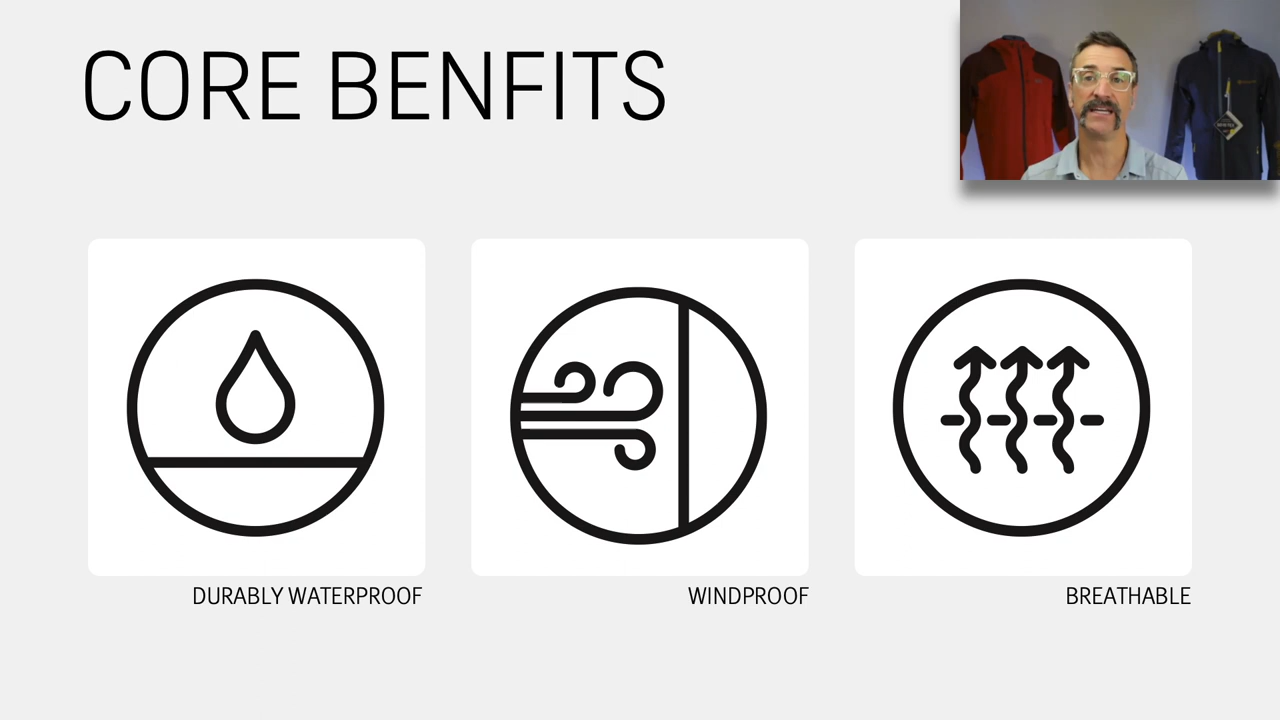 CORE BENFITS
DURABLY WATERPROOF
WINDPROOF
BREATHABLE